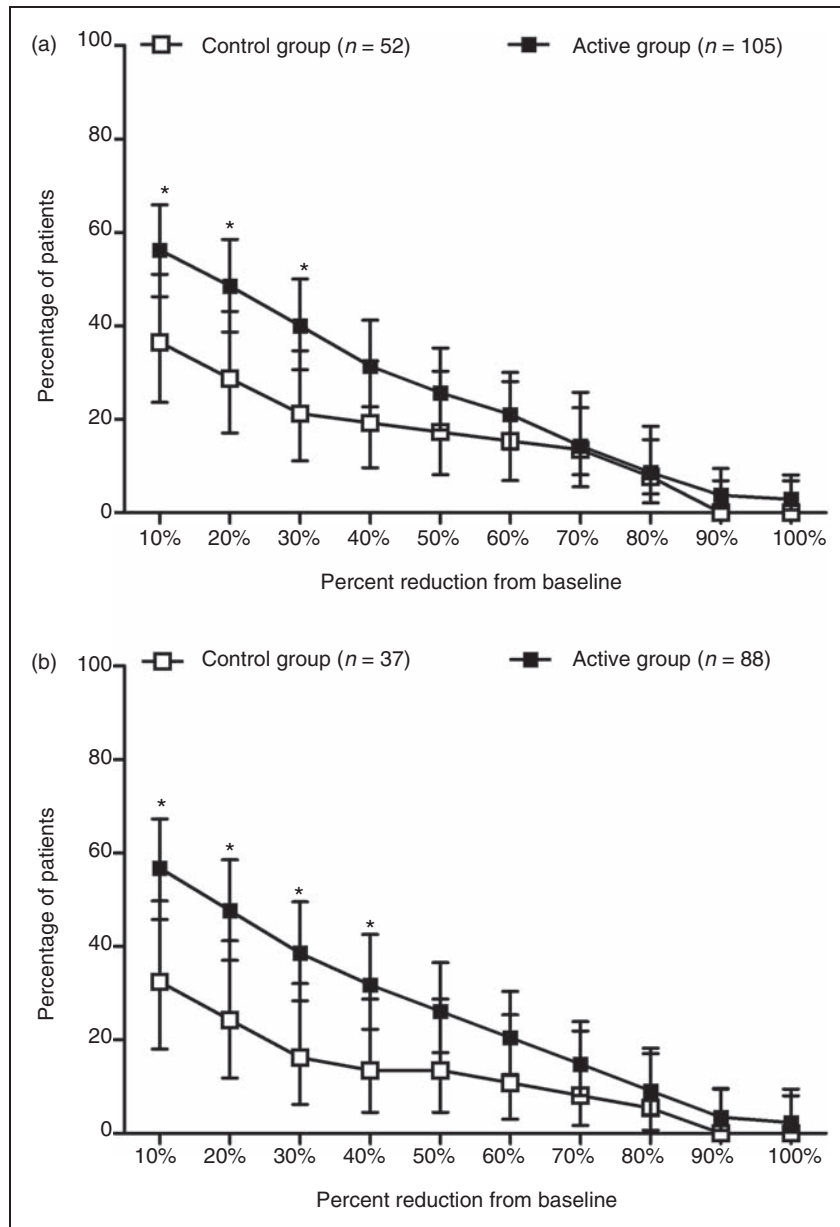 (a) 100 Control group (n = 52) Active group (n = 105)
80
60
40
20
0
Percentage of patients
* * *
10% 20% 30% 40% 50% 60% 70% 80% 90% 100%
Percent reduction from baseline
(b) 100 Control group (n = 37) Active group (n = 88)
80
60
40
20
0
Percentage of patients
* * * *
10% 20% 30% 40% 50% 60% 70% 80% 90% 100%
Percent reduction from baseline